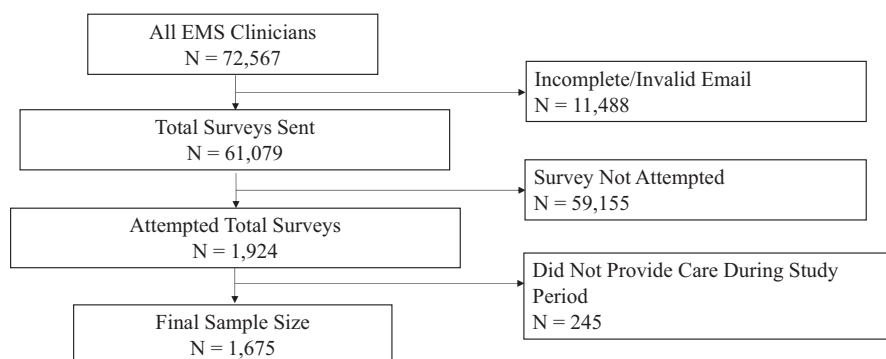 All EMS Clinicians
N = 72,567
Incomplete/Invalid Email
N = 11,488
Total Surveys Sent
N = 61,079
Survey Not Attempted
N = 59,155
Attempted Total Surveys
N = 1,924
Did Not Provide Care During Study
Period
N = 245
Final Sample Size
N = 1,675